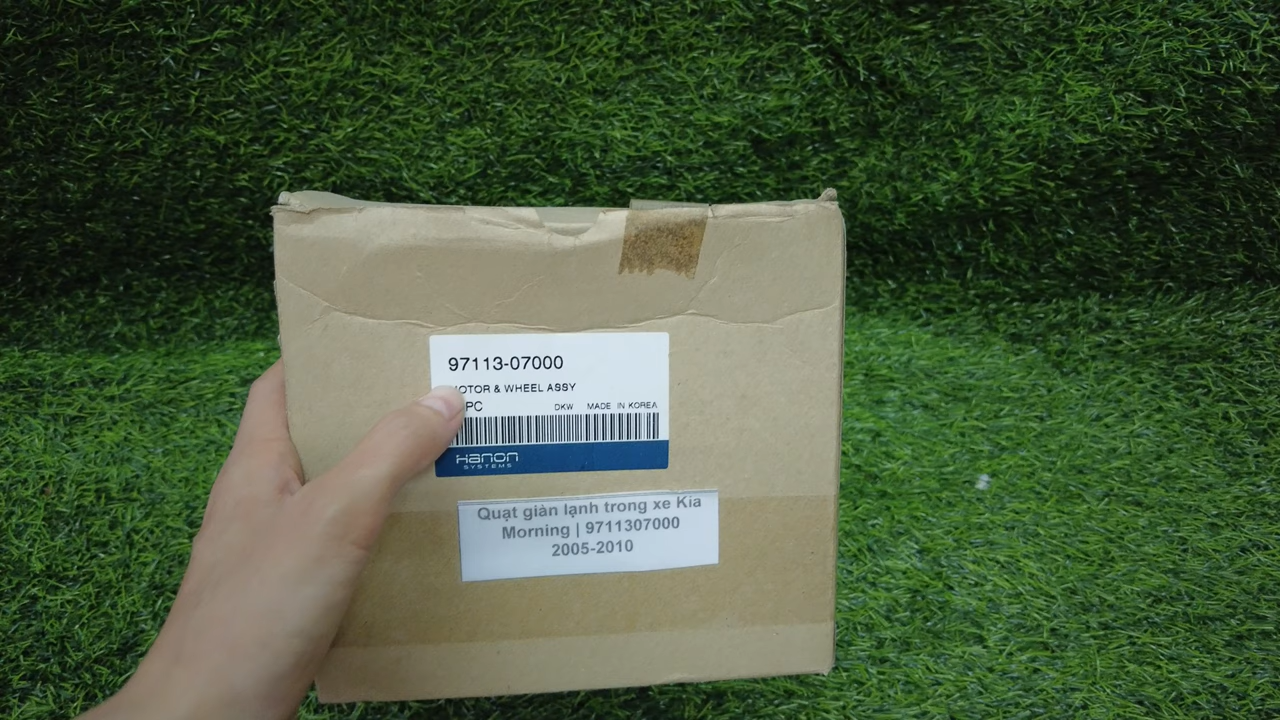 97113-07000
MOTOR & WHEEL ASSY
PC DKW MADE IN KOREA
Hanon
SYSTEMS
Quạt giàn lạnh trong xe Kia
Morning | 9711307000
2005-2010